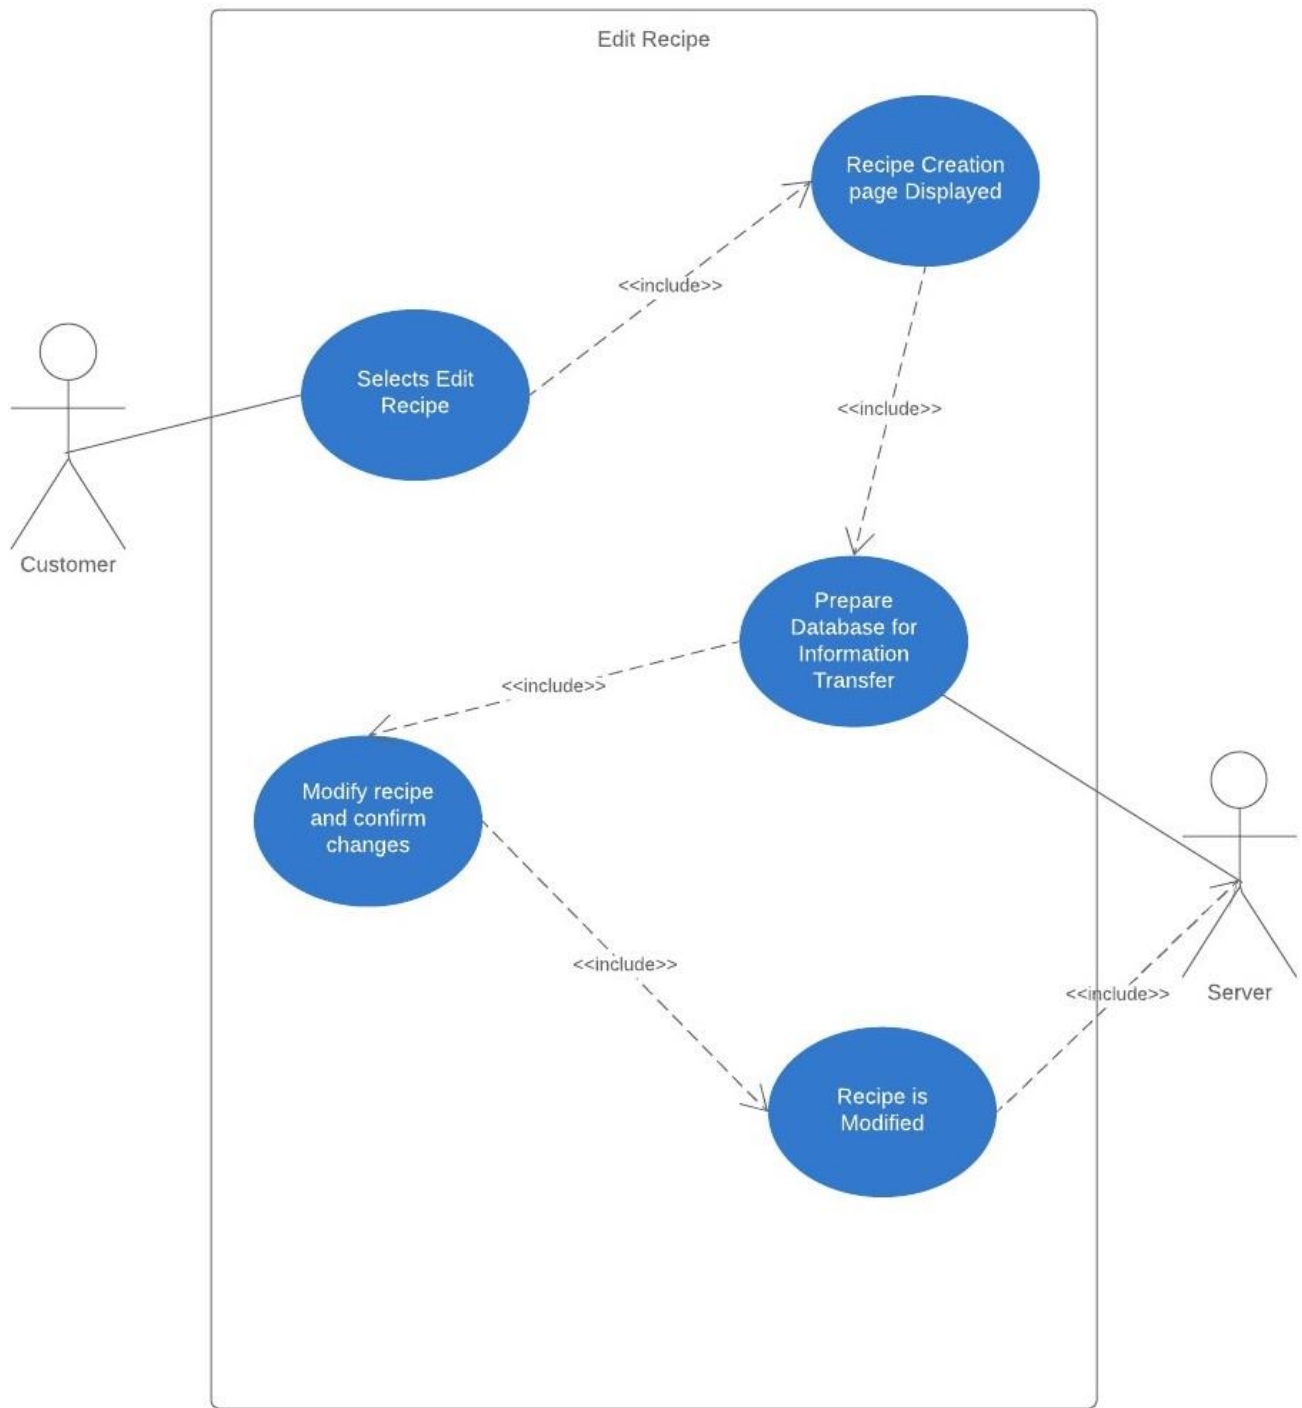 Edit Recipe
Recipe Creation
page Displayed
<<include>>
Selects Edit
Recipe
<<include>>
Customer
Prepare
Database for
Information
Transfer
<<include>>
Modify recipe
and confirm
changes
<<include>>
<<include>>
Server
Recipe is
Modified